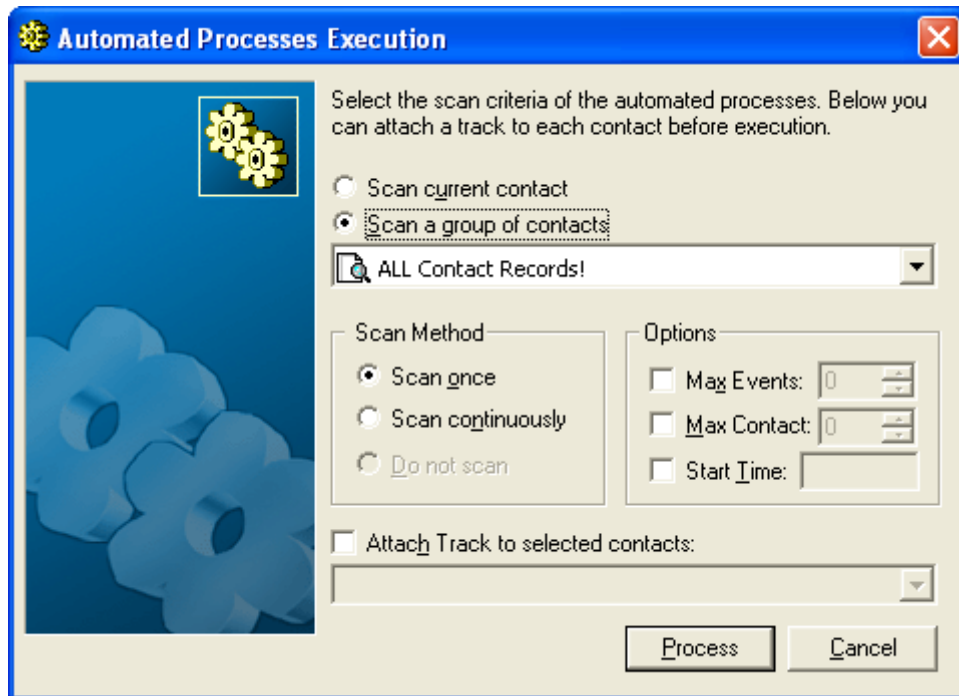 Automated Processes Execution
Select the scan criteria of the automated processes. Below you
can attach a track to each contact before execution.
Scan current contact
Scan a group of contacts
ALL Contact Records!
Scan Method
Scan once
Scan continuously
Do not scan
Options
Max Events: 0
Max Contact: 0
Start Time:
Attach Track to selected contacts:
Process Cancel